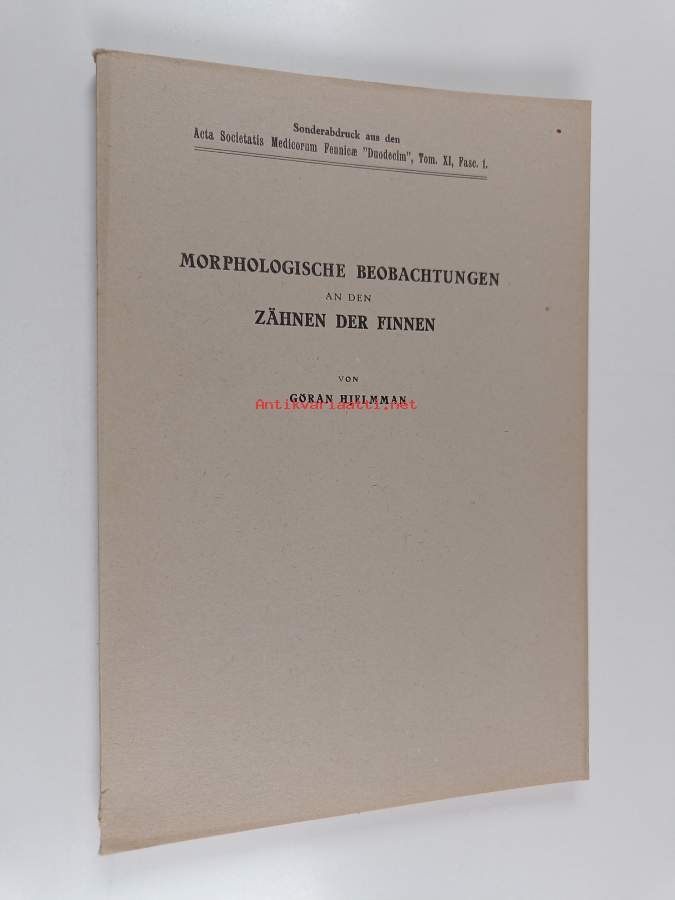 Sonderabdruck aus den
Acta Societatis Medicorum Fennicæ "Duodecim", Tom. XI, Fasc. 1.
MORPHOLOGISCHE BEOBACHTUNGEN
AN DEN
ZÄHNEN DER FINNEN
VON
GÖRAN HJELMMAN
Antikvariaatti.net